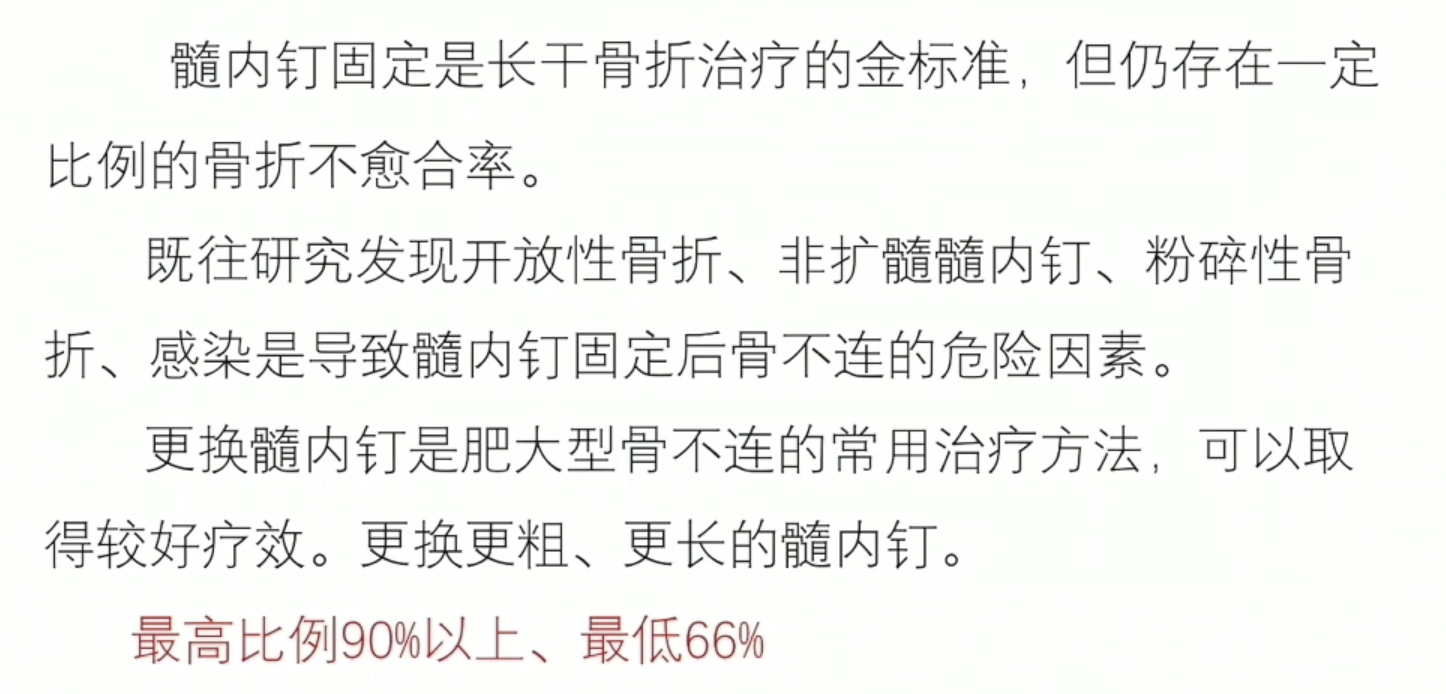 髓内钉固定是长干骨折治疗的金标准，但仍存在一定
比例的骨折不愈合率。
既往研究发现开放性骨折、非扩髓髓内钉、粉碎性骨
折、感染是导致髓内钉固定后骨不连的危险因素。
更换髓内钉是肥大型骨不连的常用治疗方法，可以取
得较好疗效。更换更粗、更长的髓内钉。
最高比例90%以上、最低66%